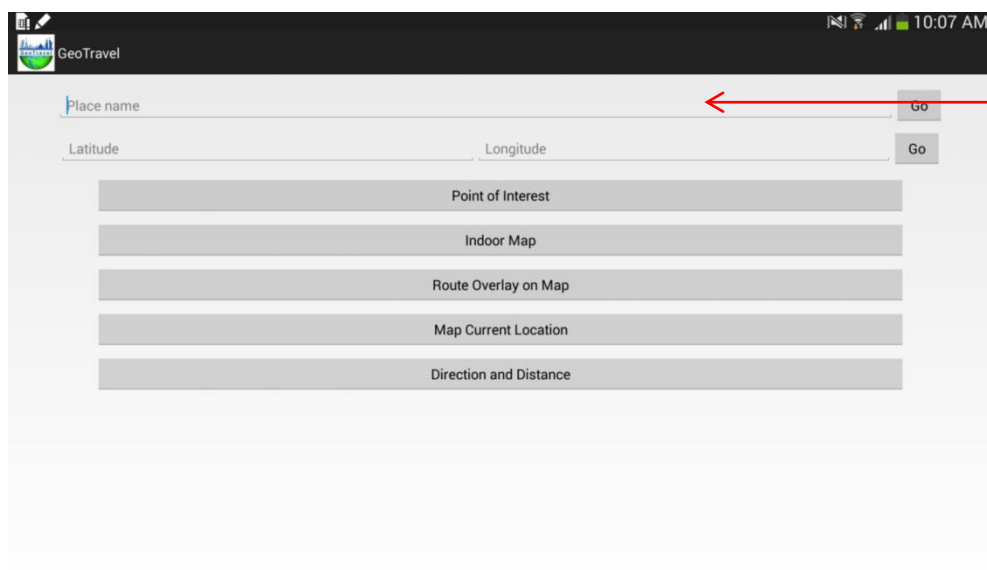 10:07 AM
GeoTravel
Place name
Go
Latitude Longitude Go
Point of Interest
Indoor Map
Route Overlay on Map
Map Current Location
Direction and Distance